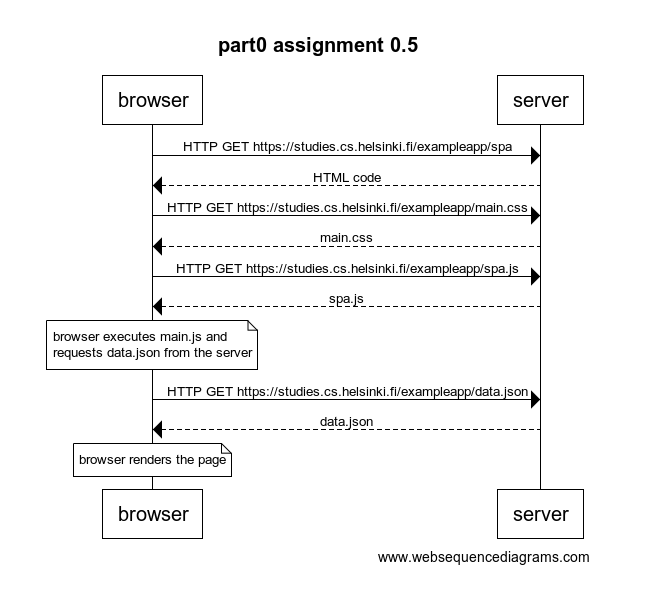 part0 assignment 0.5
browser
server
HTTP GET https://studies.cs.helsinki.fi/exampleapp/spa
HTML code
HTTP GET https://studies.cs.helsinki.fi/exampleapp/main.css
main.css
HTTP GET https://studies.cs.helsinki.fi/exampleapp/spa.js
spa.js
browser executes main.js and
requests data.json from the server
HTTP GET https://studies.cs.helsinki.fi/exampleapp/data.json
data.json
browser renders the page
browser
server
www.websequencediagrams.com